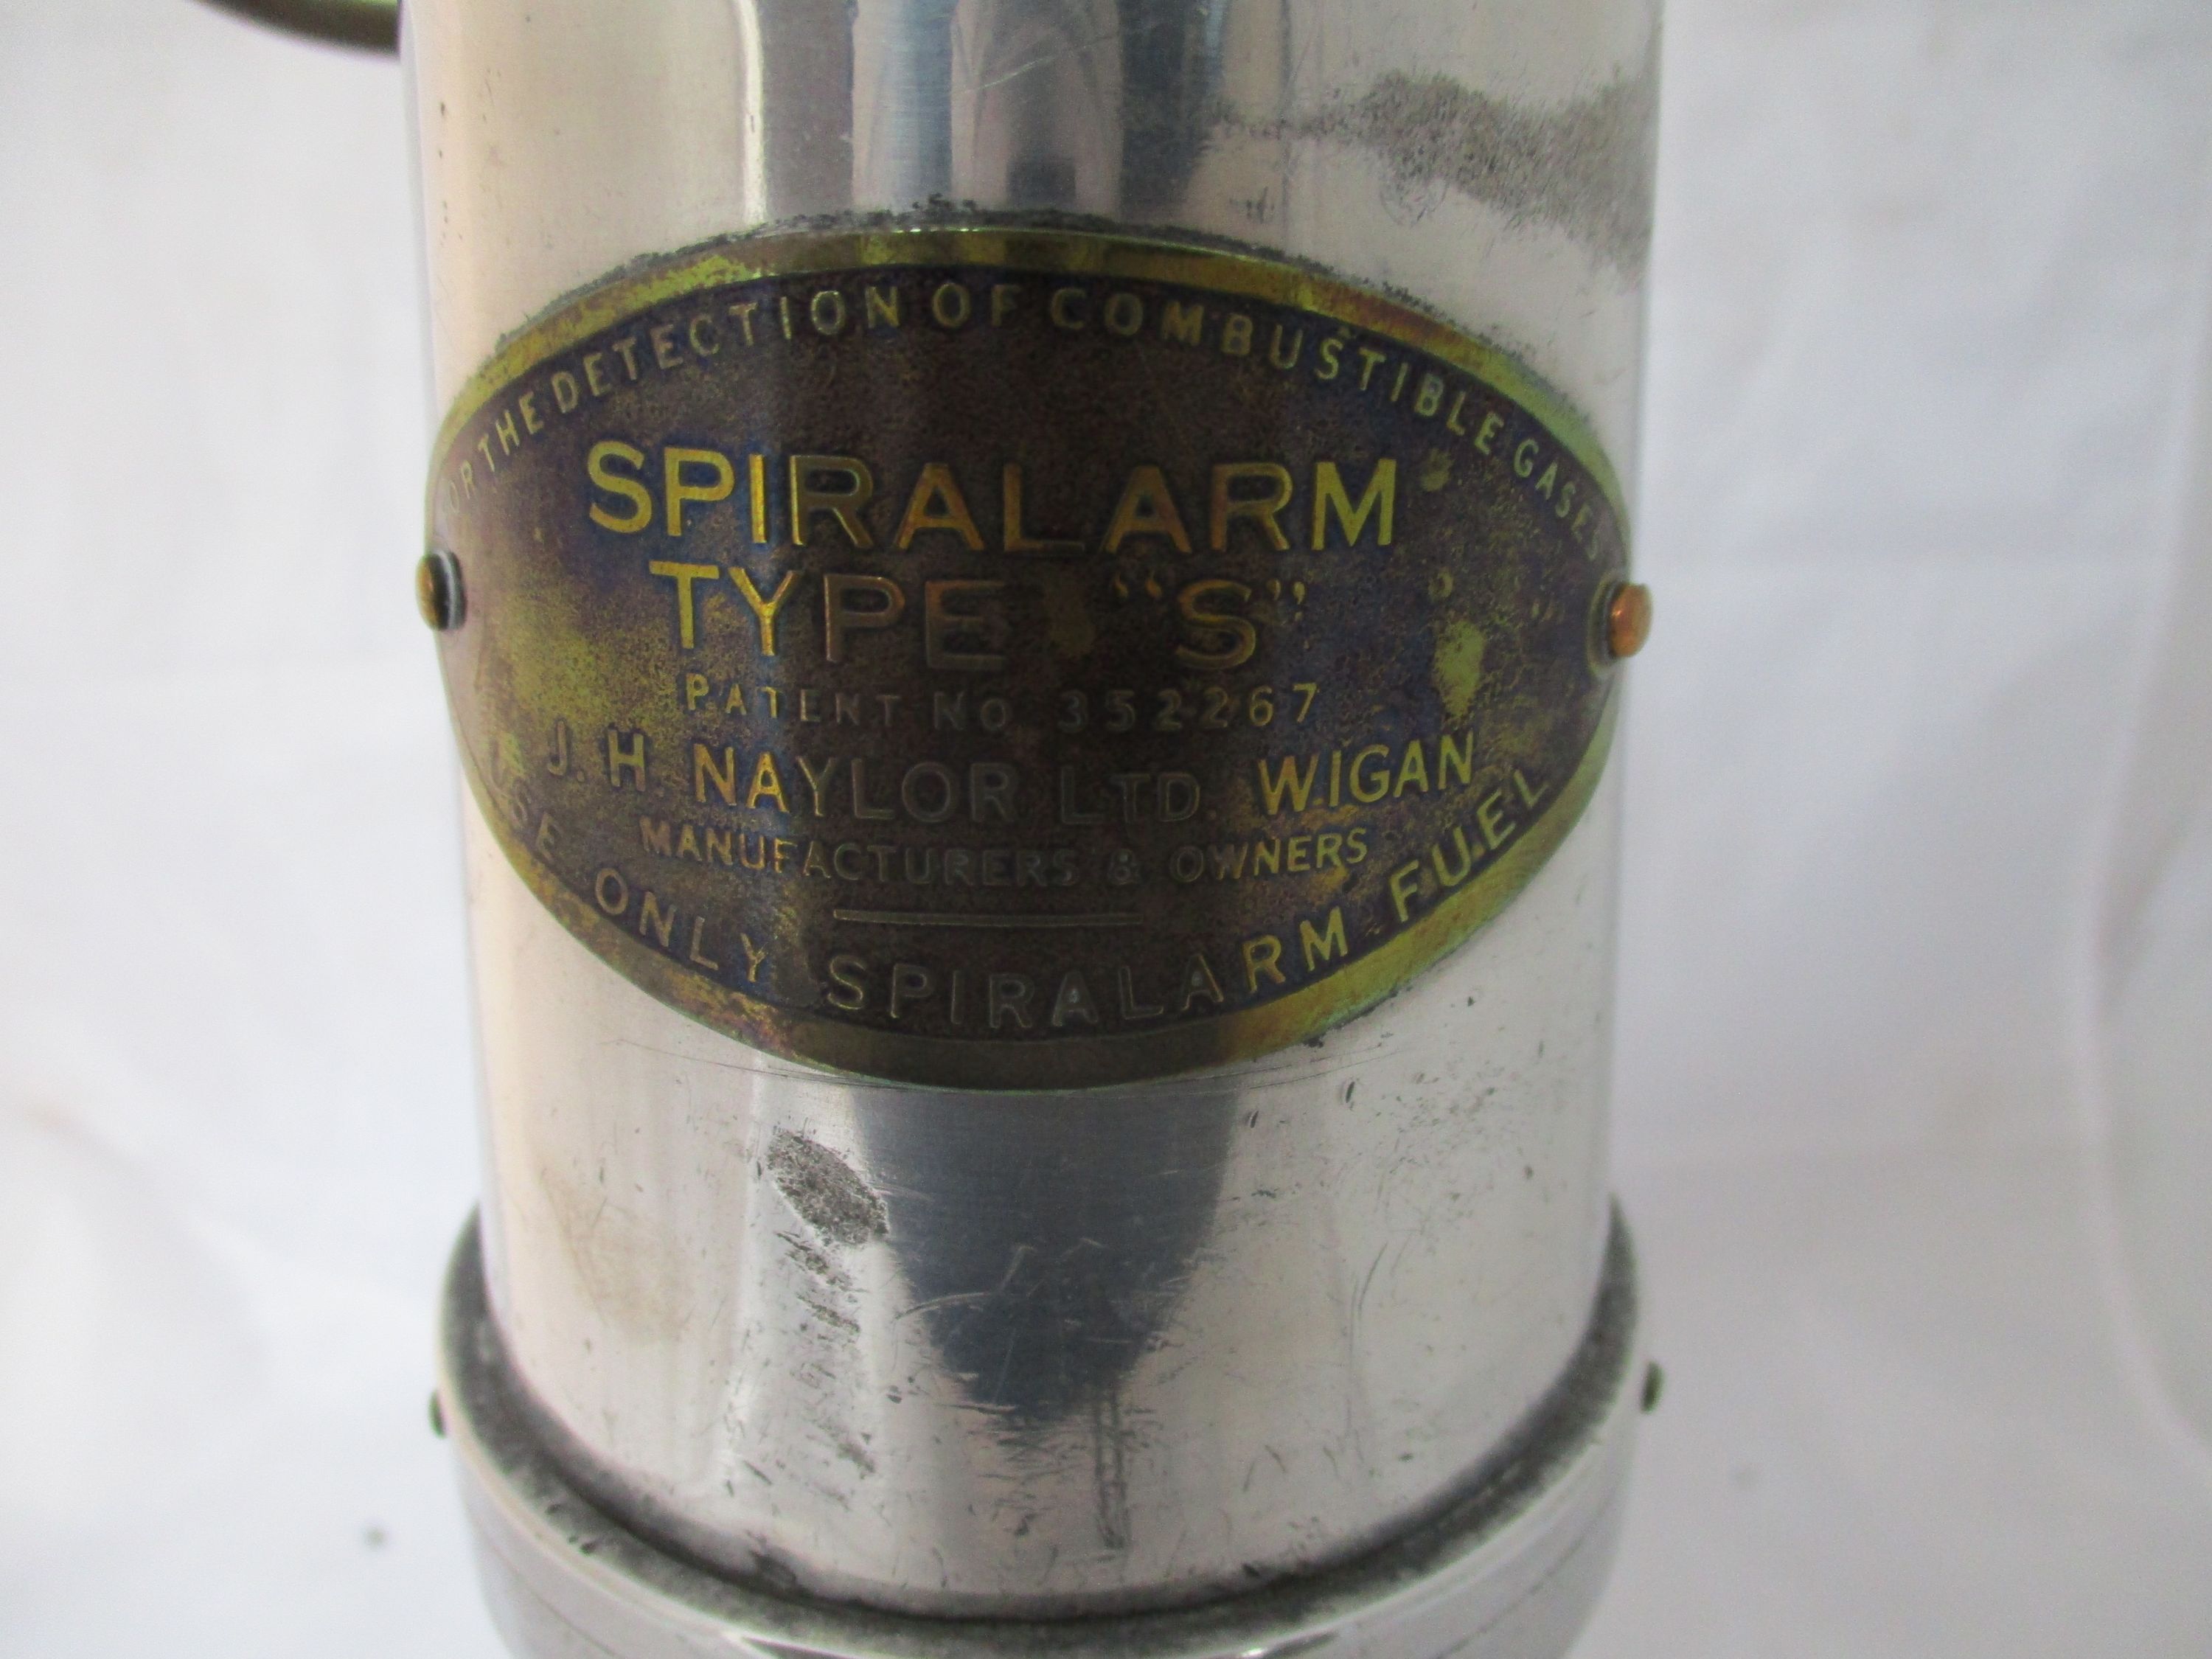 FOR THE DETECTION OF COMBUSTIBLE GASES
SPIRALARM
TYPE "S"
PATENT NO 352267
J. H. NAYLOR LTD. WIGAN
MANUFACTURERS & OWNERS
USE ONLY SPIRALARM FUEL